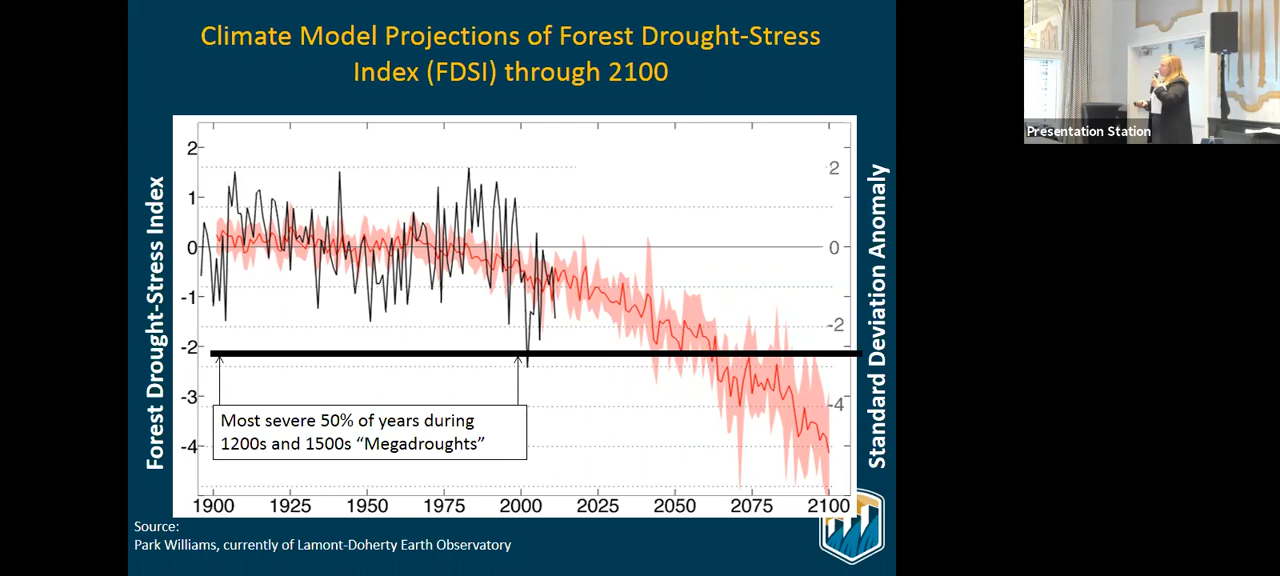 Climate Model Projections of Forest Drought-Stress
Index (FDSI) through 2100
Presentation Station
Forest Drought-Stress Index
2
1
0
-1
-2
-3
-4
2
0
-2
-4
Standard Deviation Anomaly
Most severe 50% of years during
1200s and 1500s “Megadroughts”
1900 1925 1950 1975 2000 2025 2050 2075 2100
Source:
Park Williams, currently of Lamont-Doherty Earth Observatory